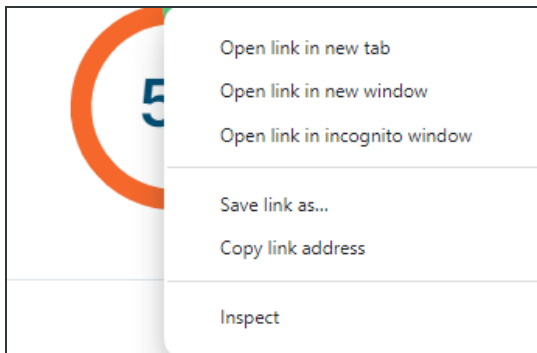 5
Open link in new tab
Open link in new window
Open link in incognito window
Save link as...
Copy link address
Inspect